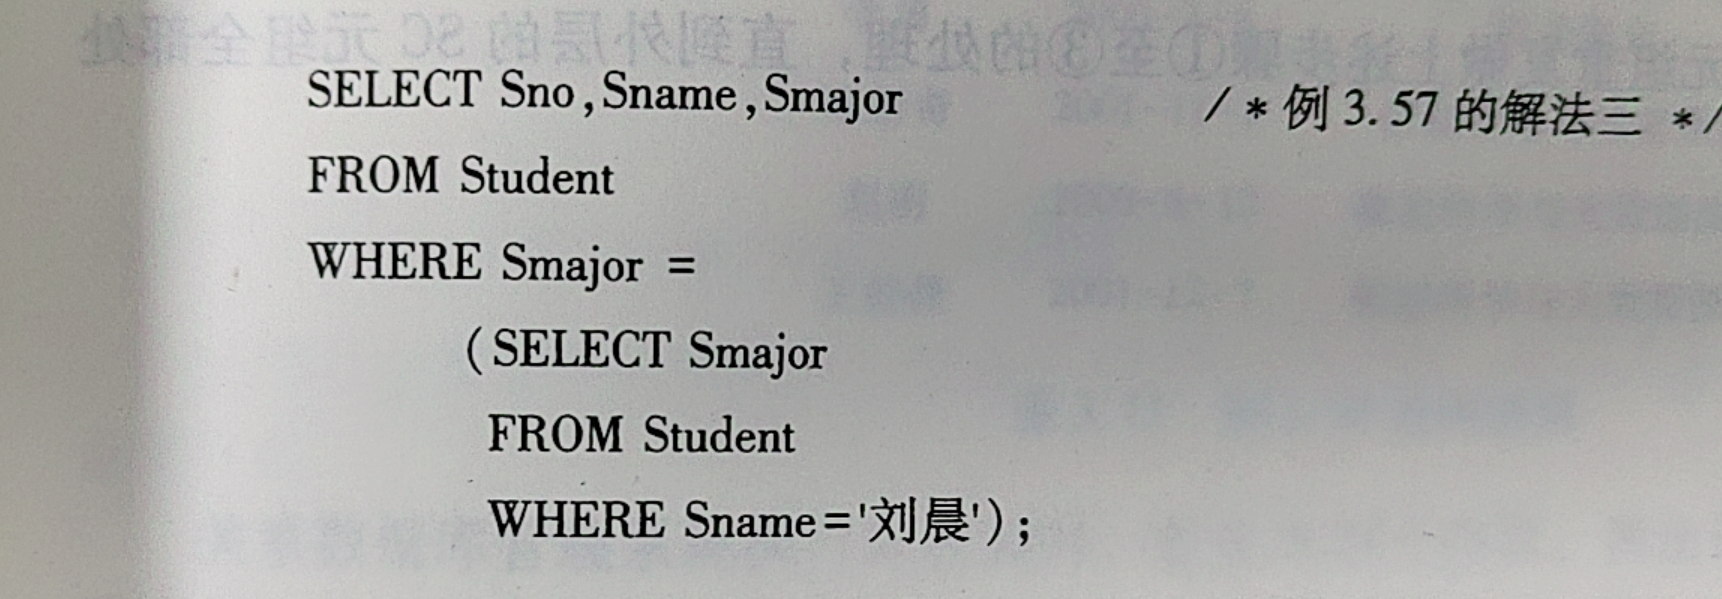 SELECT Sno,Sname,Smajor /*例 3.57 的解法三 */
FROM Student
WHERE Smajor =
(SELECT Smajor
FROM Student
WHERE Sname='刘晨');